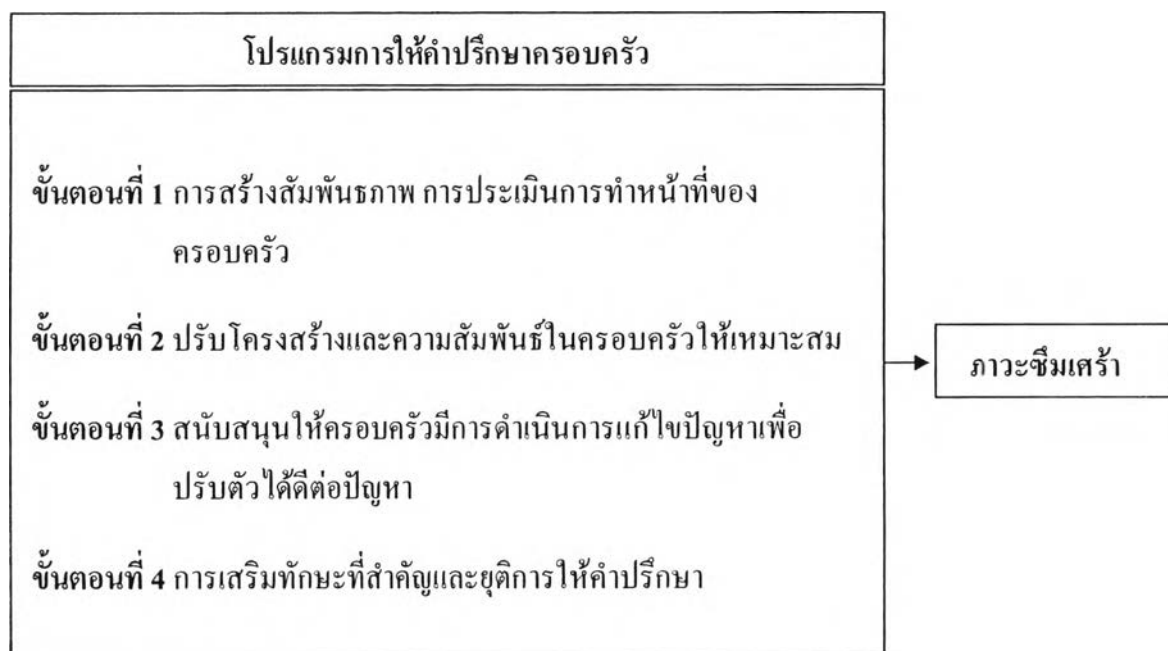 โปรแกรมการให้คำปรึกษาครอบครัว
ขั้นตอนที่ 1 การสร้างสัมพันธภาพ การประเมินการทำหน้าที่ของ
ครอบครัว
ขั้นตอนที่ 2 ปรับโครงสร้างและความสัมพันธ์ในครอบครัวให้เหมาะสม
ขั้นตอนที่ 3 สนับสนุนให้ครอบครัวมีการดำเนินการแก้ไขปัญหาเพื่อ
ปรับตัวได้ดีต่อปัญหา
ขั้นตอนที่ 4 การเสริมทักษะที่สำคัญและยุติการให้คำปรึกษา
ภาวะซึมเศร้า